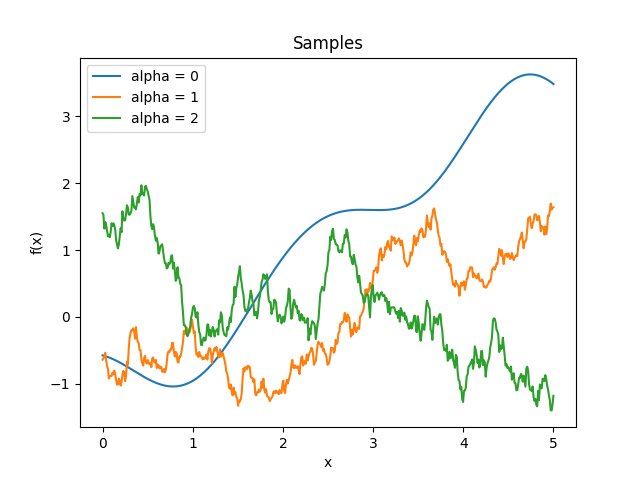 Samples
alpha = 0
alpha = 1
alpha = 2
f(x)
3
2
1
0
−1
0
1
2
3
4
5
x